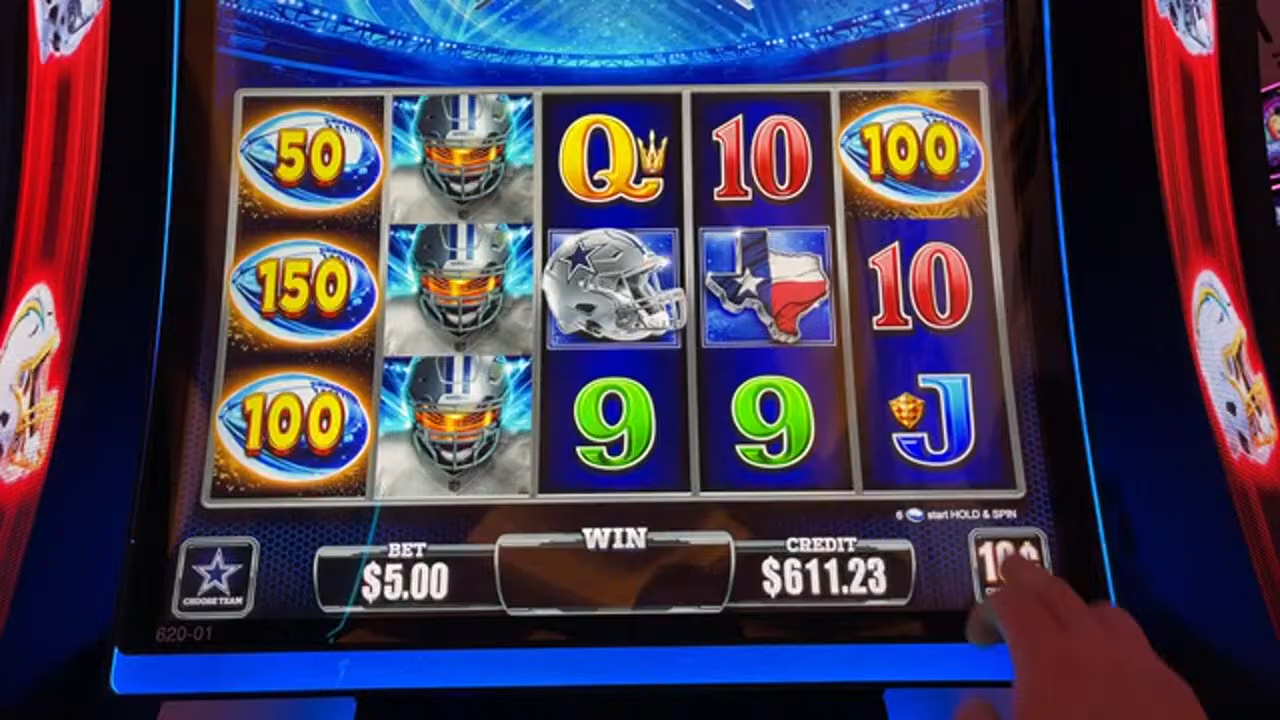 50 Q 10 100
150 10
100 9 9 J
6 start HOLD & SPIN
WIN
BET CREDIT
$5.00 $611.23 10¢
CHOOSE TEAM
620-01